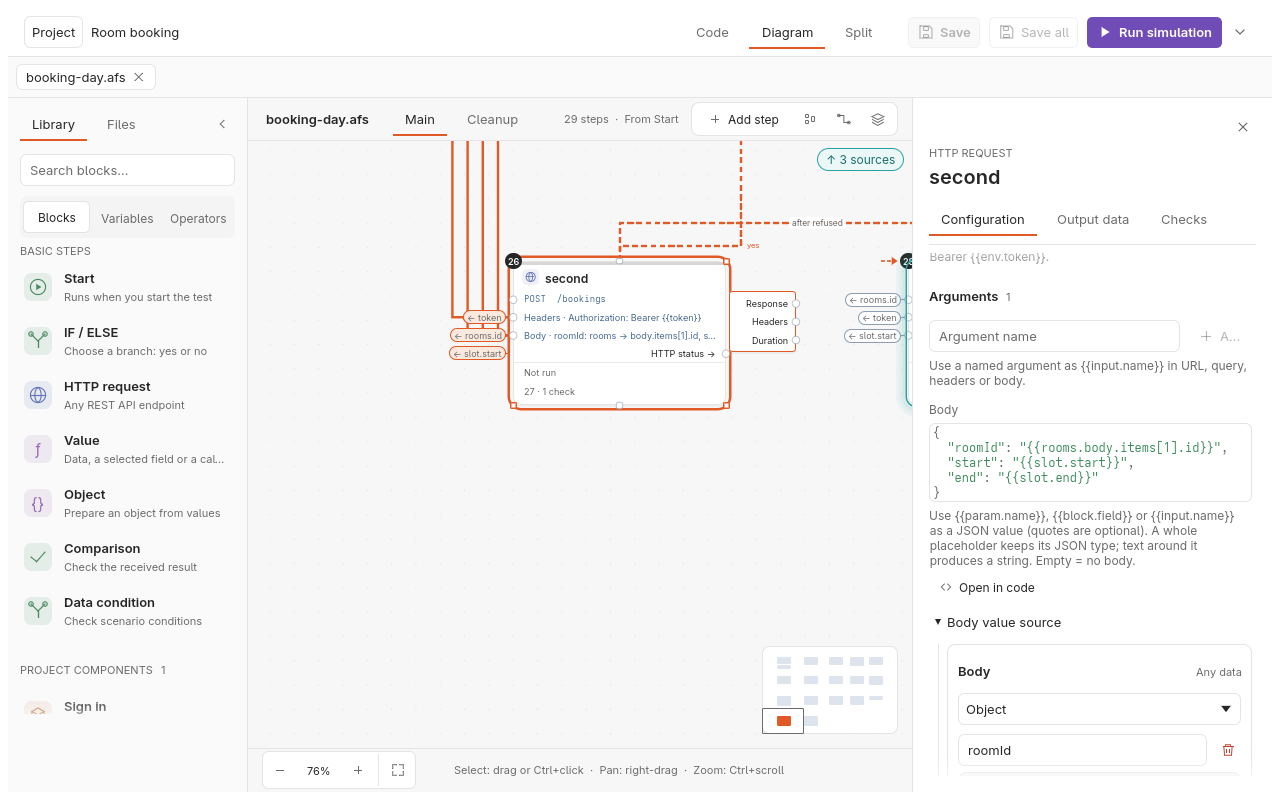 Project
Room booking
Code
Diagram
Split
Save
Save all
Run simulation
booking-day.afs
Library
Files
Search blocks...
Blocks
Variables
Operators
BASIC STEPS
Start
Runs when you start the test
IF / ELSE
Choose a branch: yes or no
HTTP request
Any REST API endpoint
Value
Data, a selected field or a cal...
Object
Prepare an object from values
Comparison
Check the received result
Data condition
Check scenario conditions
PROJECT COMPONENTS 1
Sign in
booking-day.afs
Main
Cleanup
29 steps · From Start
Add step
↑ 3 sources
after refused
yes
26
second
POST /bookings
Headers · Authorization: Bearer {{token}}
Body · roomId: rooms → body.items[1].id, s...
HTTP status →
Not run
27 · 1 check
← token
← rooms.id
← slot.start
Response
Headers
Duration
← rooms.id
← token
← slot.start
76%
Select: drag or Ctrl+click · Pan: right-drag · Zoom: Ctrl+scroll
HTTP REQUEST
second
Configuration
Output data
Checks
Bearer {{env.token}}.
Arguments 1
Argument name
A...
Use a named argument as {{input.name}} in URL, query,
headers or body.
Body
{
"roomId": "{{rooms.body.items[1].id}}",
"start": "{{slot.start}}",
"end": "{{slot.end}}"
}
Use {{param.name}}, {{block.field}} or {{input.name}}
as a JSON value (quotes are optional). A whole
placeholder keeps its JSON type; text around it
produces a string. Empty = no body.
Open in code
Body value source
Body
Any data
Object
roomId